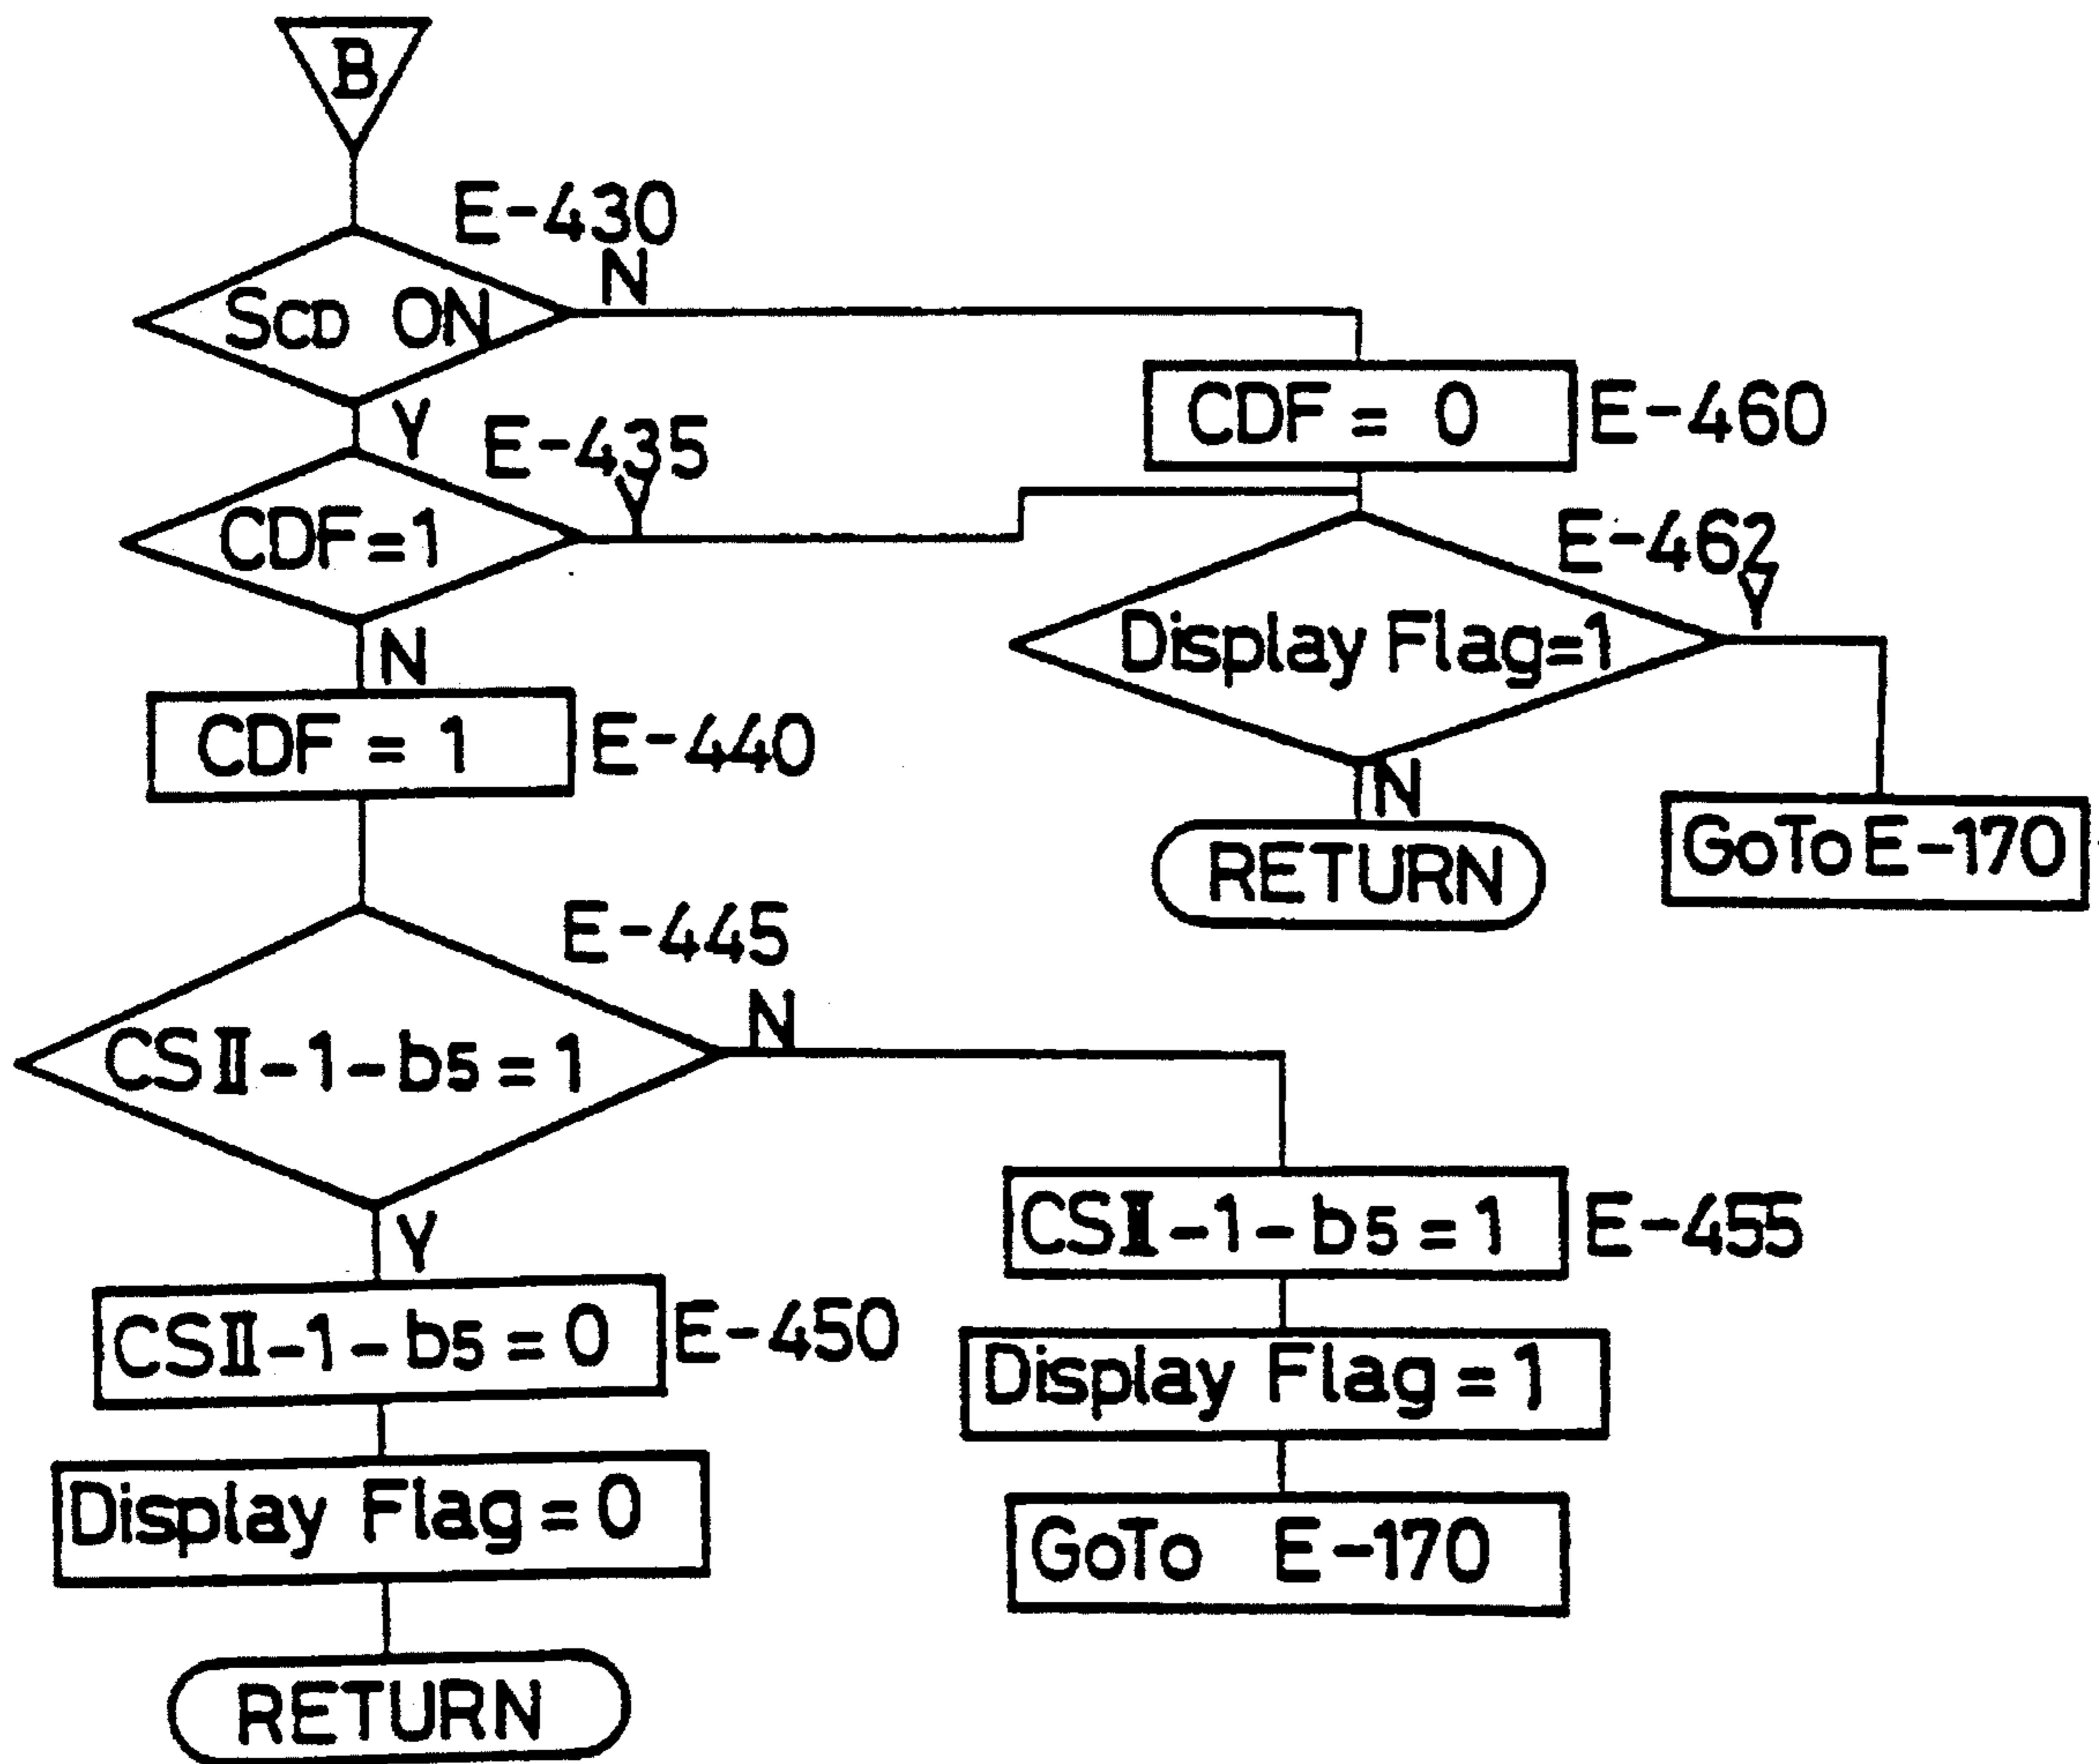 B
E-430
N
SCD ON
Y
CDF = 0
E-460
E-435
Y
CDF=1
N
E-462
Y
Display Flag=1
N
CDF = 1
E-440
RETURN
GoTo E-170
E-445
N
CSII-1-b5=1
Y
CSII-1-b5=1
E-455
CSII-1-b5=0
E-450
Display Flag=1
Display Flag=0
GoTo E-170
RETURN